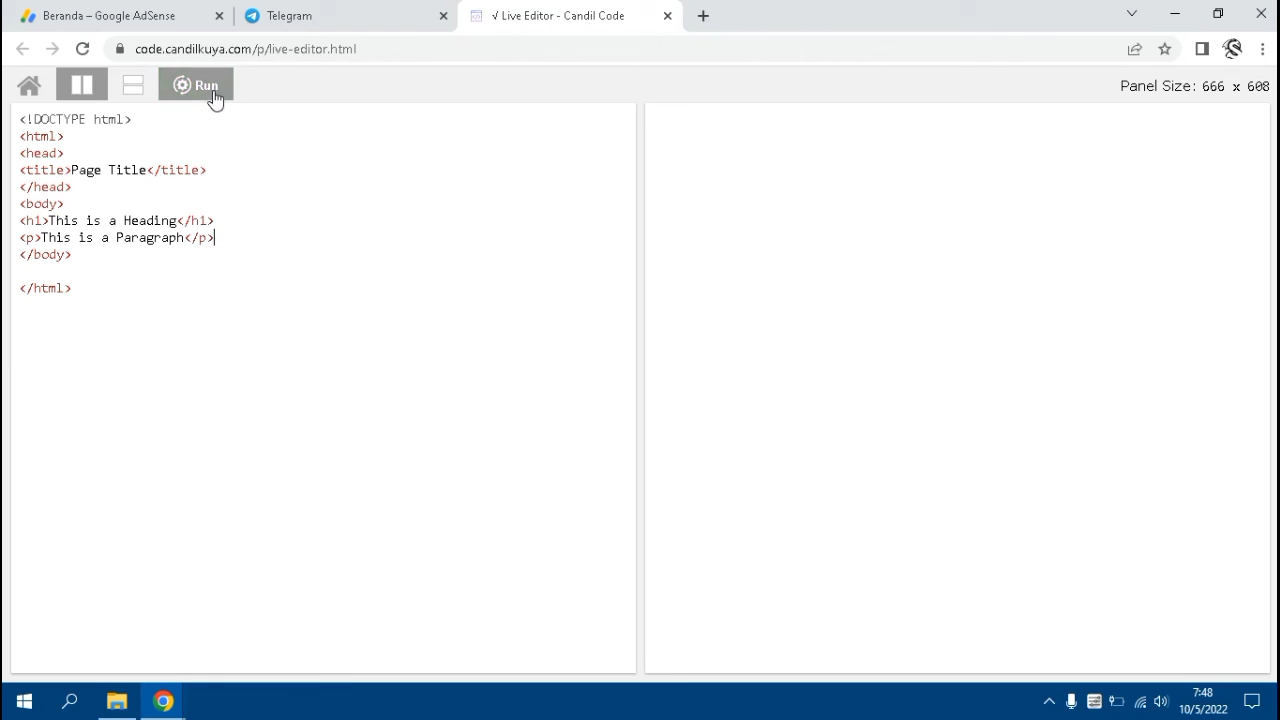 Beranda – Google AdSense
Telegram
√ Live Editor - Candil Code
code.candilkuya.com/p/live-editor.html
Run
Panel Size: 666 x 608
<!DOCTYPE html>
<html>
<head>
<title>Page Title</title>
</head>
<body>
<h1>This is a Heading</h1>
<p>This is a Paragraph</p>
</body>
</html>
7:48
10/5/2022